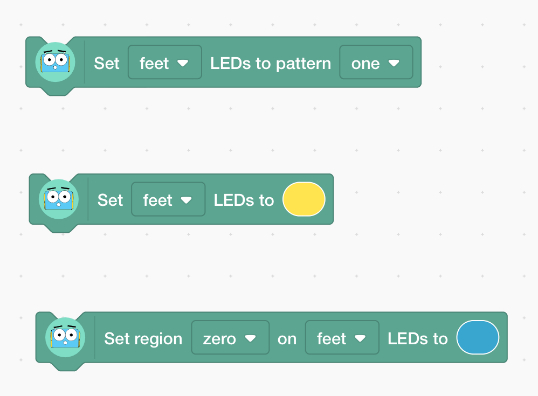 Set feet LEDs to pattern one
Set feet LEDs to
Set region zero on feet LEDs to